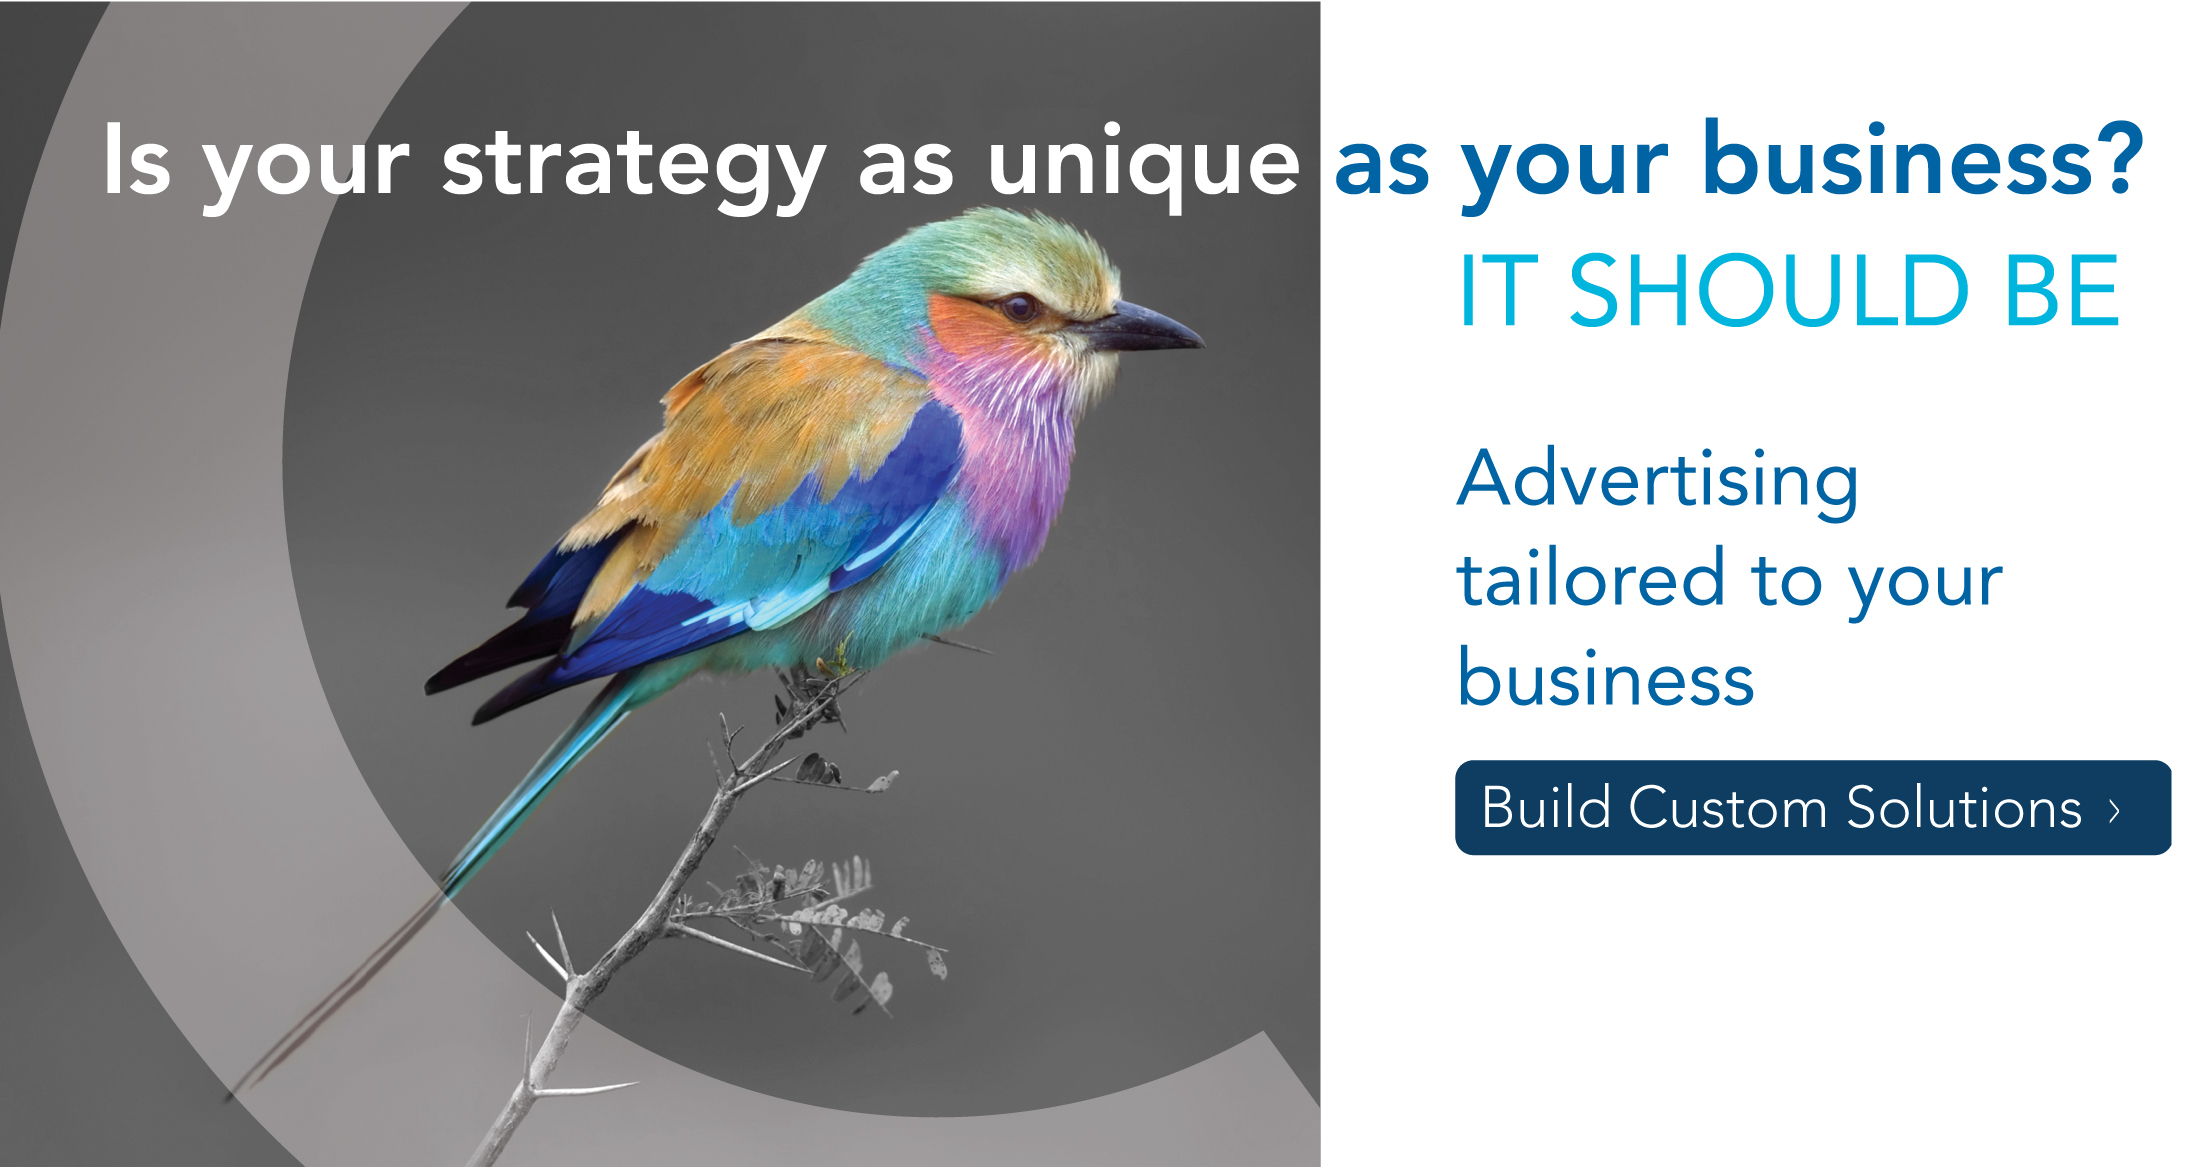 Is your strategy as unique as your business?
IT SHOULD BE
Advertising
tailored to your
business
Build Custom Solutions ›